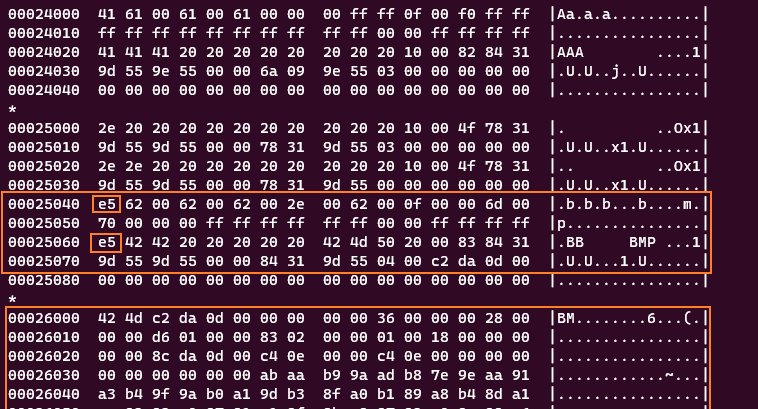 00024000  41 61 00 61 00 61 00 00  00 ff ff 0f 00 f0 ff ff  |Aa.a.a..........|
00024010  ff ff ff ff ff ff ff ff  ff ff 00 00 ff ff ff ff  |................|
00024020  41 41 41 20 20 20 20 20  20 20 20 10 00 82 84 31  |AAA        ....1|
00024030  9d 55 9e 55 00 00 6a 09  9e 55 03 00 00 00 00 00  |.U.U..j..U......|
00024040  00 00 00 00 00 00 00 00  00 00 00 00 00 00 00 00  |................|
*
00025000  2e 20 20 20 20 20 20 20  20 20 20 10 00 4f 78 31  |.          ..Ox1|
00025010  9d 55 9d 55 00 00 78 31  9d 55 03 00 00 00 00 00  |.U.U..x1.U......|
00025020  2e 2e 20 20 20 20 20 20  20 20 20 10 00 4f 78 31  |..         ..Ox1|
00025030  9d 55 9d 55 00 00 78 31  9d 55 00 00 00 00 00 00  |.U.U..x1.U......|
00025040  e5 62 00 62 00 62 00 2e  00 62 00 0f 00 00 6d 00  |.b.b.b...b....m.|
00025050  70 00 00 00 ff ff ff ff  ff ff 00 00 ff ff ff ff  |p...............|
00025060  e5 42 42 20 20 20 20 20  42 4d 50 20 00 83 84 31  |.BB     BMP ...1|
00025070  9d 55 9d 55 00 00 84 31  9d 55 04 00 c2 da 0d 00  |.U.U...1.U......|
00025080  00 00 00 00 00 00 00 00  00 00 00 00 00 00 00 00  |................|
*
00026000  42 4d c2 da 0d 00 00 00  00 00 36 00 00 00 28 00  |BM........6...(.|
00026010  00 00 d6 01 00 00 83 02  00 00 01 00 18 00 00 00  |................|
00026020  00 00 8c da 0d 00 c4 0e  00 00 c4 0e 00 00 00 00  |................|
00026030  00 00 00 00 00 00 ab aa  b9 9a ad b8 7e 9e aa 91  |............~...|
00026040  a3 b4 9f 9a b0 a1 9d b3  8f a0 b1 89 a8 b4 8d a1  |................|